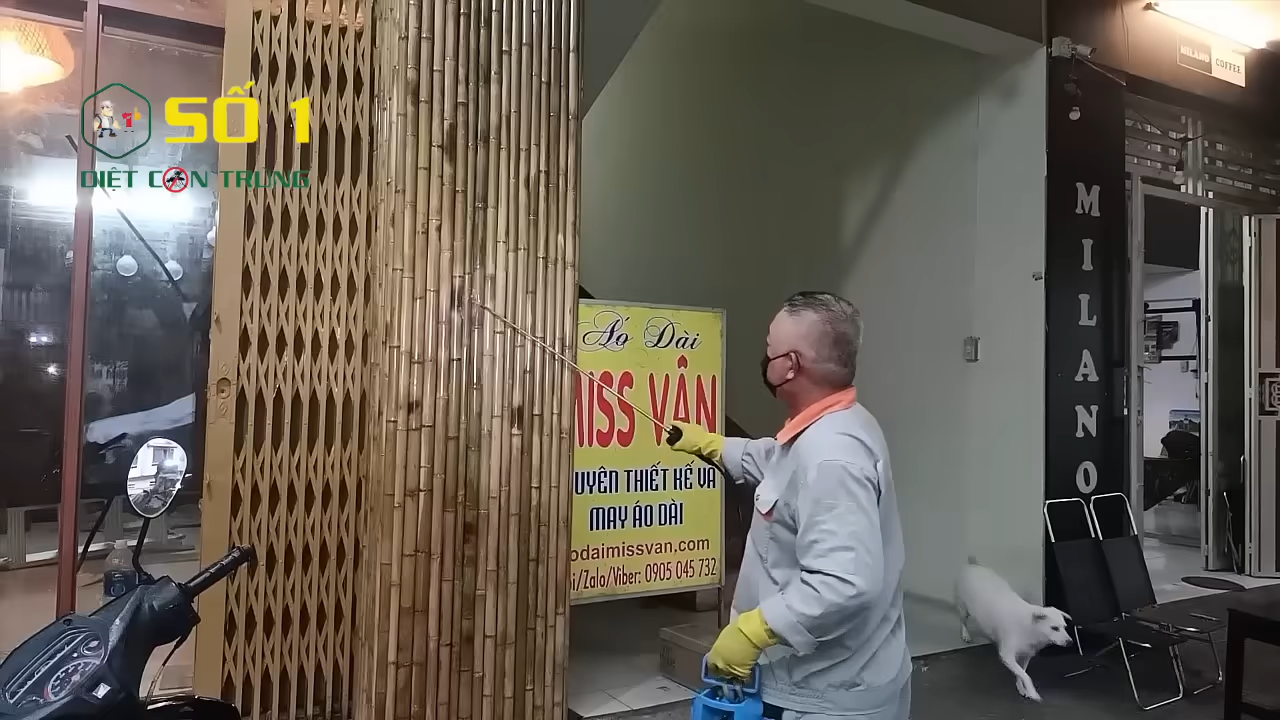 SỐ 1
DIỆT CÔN TRÙNG
MILANO COFFEE
MILANO
Áo Dài
MISS VÂN
UYÊN THIẾT KẾ VÀ
MAY ÁO DÀI
odaimissvan.com
i/Zalo/Viber: 0905 045 732